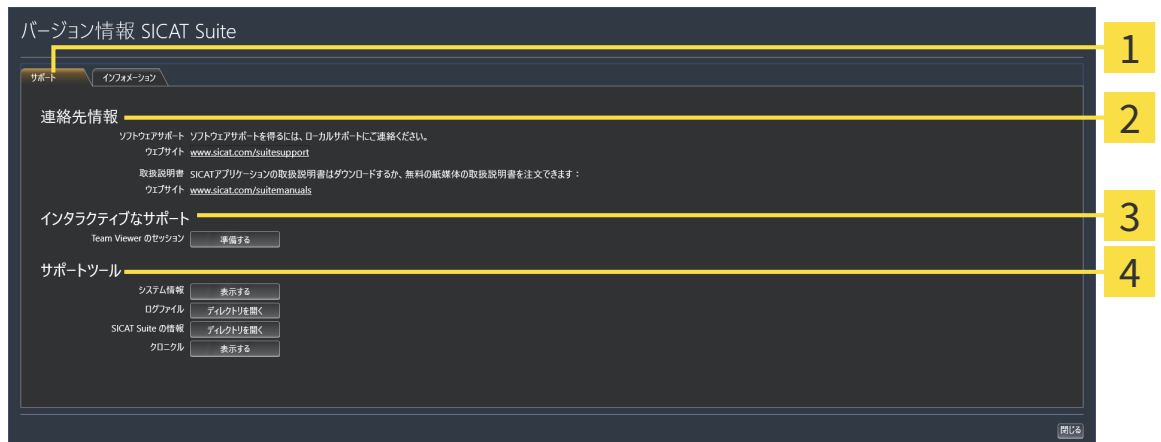 バージョン情報 SICAT Suite
サポート
インフォメーション
1
連絡先情報
2
ソフトウェアサポート ソフトウェアサポートを得るには、ローカルサポートにご連絡ください。
ウェブサイト www.sicat.com/suitesupport
取扱説明書 SICATアプリケーションの取扱説明書はダウンロードするか、無料の紙媒体の取扱説明書を注文できます：
ウェブサイト www.sicat.com/suitemanuals
インタラクティブなサポート
3
Team Viewer のセッション 準備する
サポートツール
4
システム情報 表示する
ログファイル ディレクトリを開く
SICAT Suite の情報 ディレクトリを開く
クロニクル 表示する
閉じる